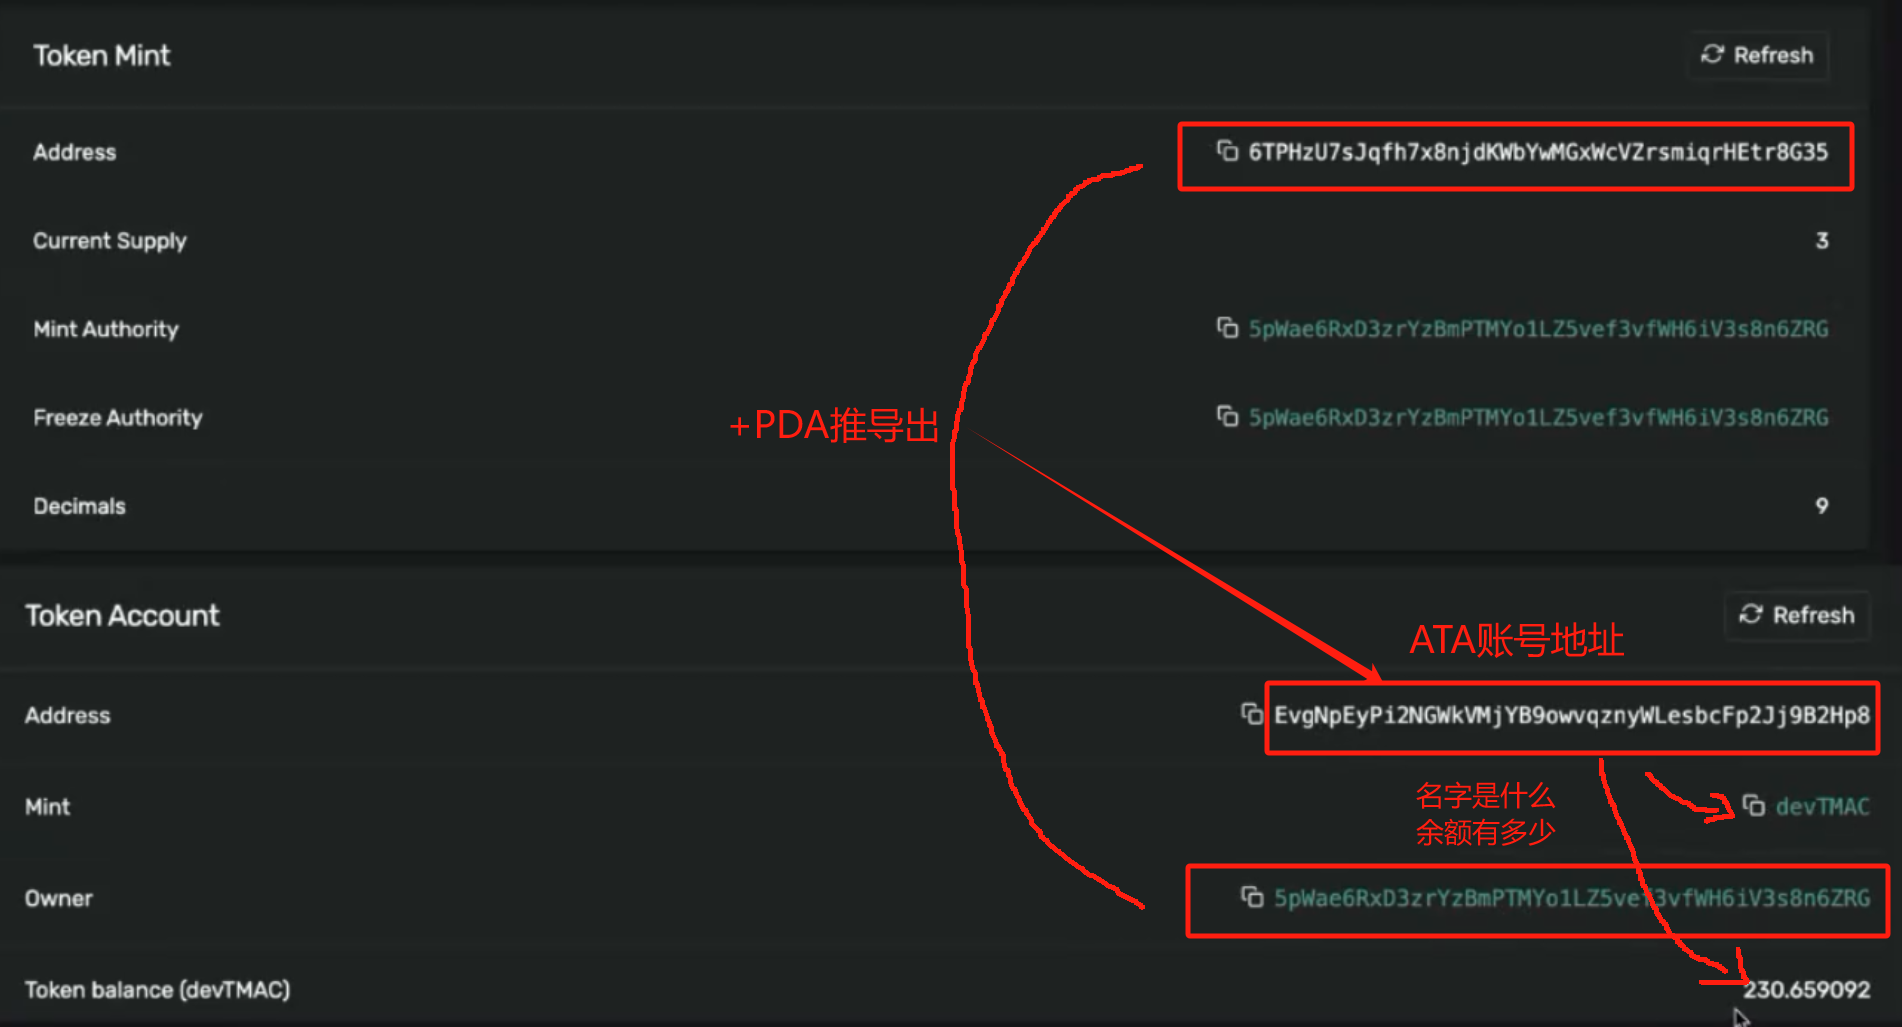 Token Mint
Refresh
Address
6TPHzU7sJqfh7x8njdKWbYwMGxWcVZrsmiqrHEtr8G35
Current Supply
3
Mint Authority
5pWae6RxD3zrYzBmPTMYo1LZ5vef3vfWH6iV3s8n6ZRG
Freeze Authority
5pWae6RxD3zrYzBmPTMYo1LZ5vef3vfWH6iV3s8n6ZRG
+PDA推导出
Decimals
9
Token Account
Refresh
ATA账号地址
Address
EvgNpEyPi2NGWkVMjYB9owvqznyWLesbcFp2Jj9B2Hp8
Mint
devTMAC
名字是什么
余额有多少
Owner
5pWae6RxD3zrYzBmPTMYo1LZ5vef3vfWH6iV3s8n6ZRG
Token balance (devTMAC)
230.659092